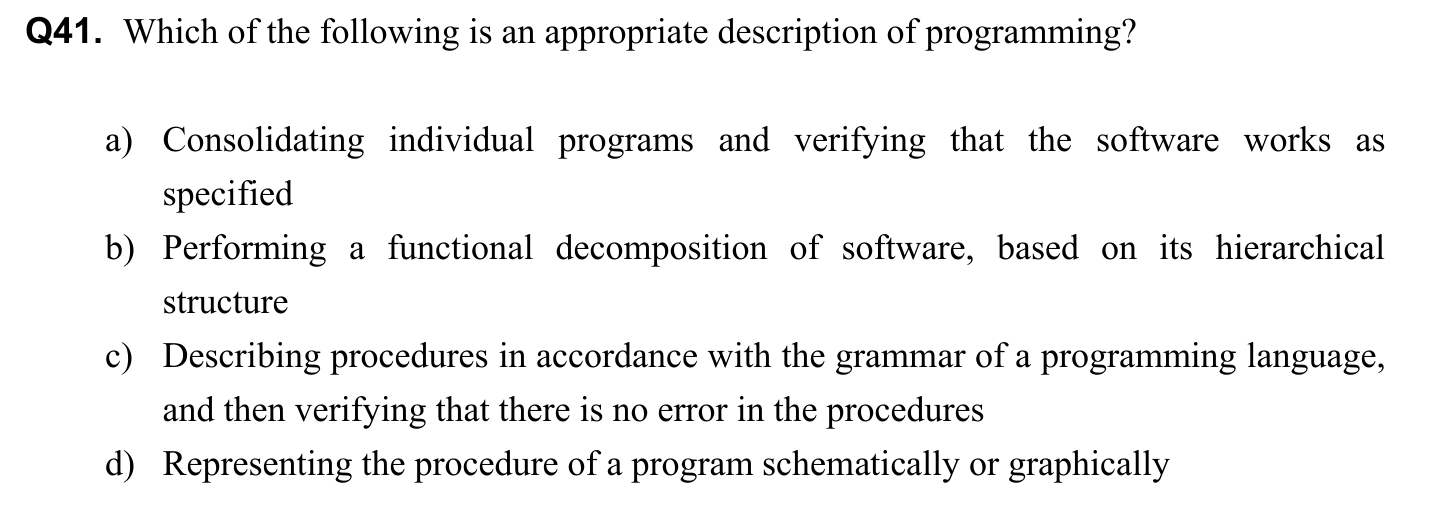 Q41. Which of the following is an appropriate description of programming?
a) Consolidating individual programs and verifying that the software works as
specified
b) Performing a functional decomposition of software, based on its hierarchical
structure
c) Describing procedures in accordance with the grammar of a programming language,
and then verifying that there is no error in the procedures
d) Representing the procedure of a program schematically or graphically